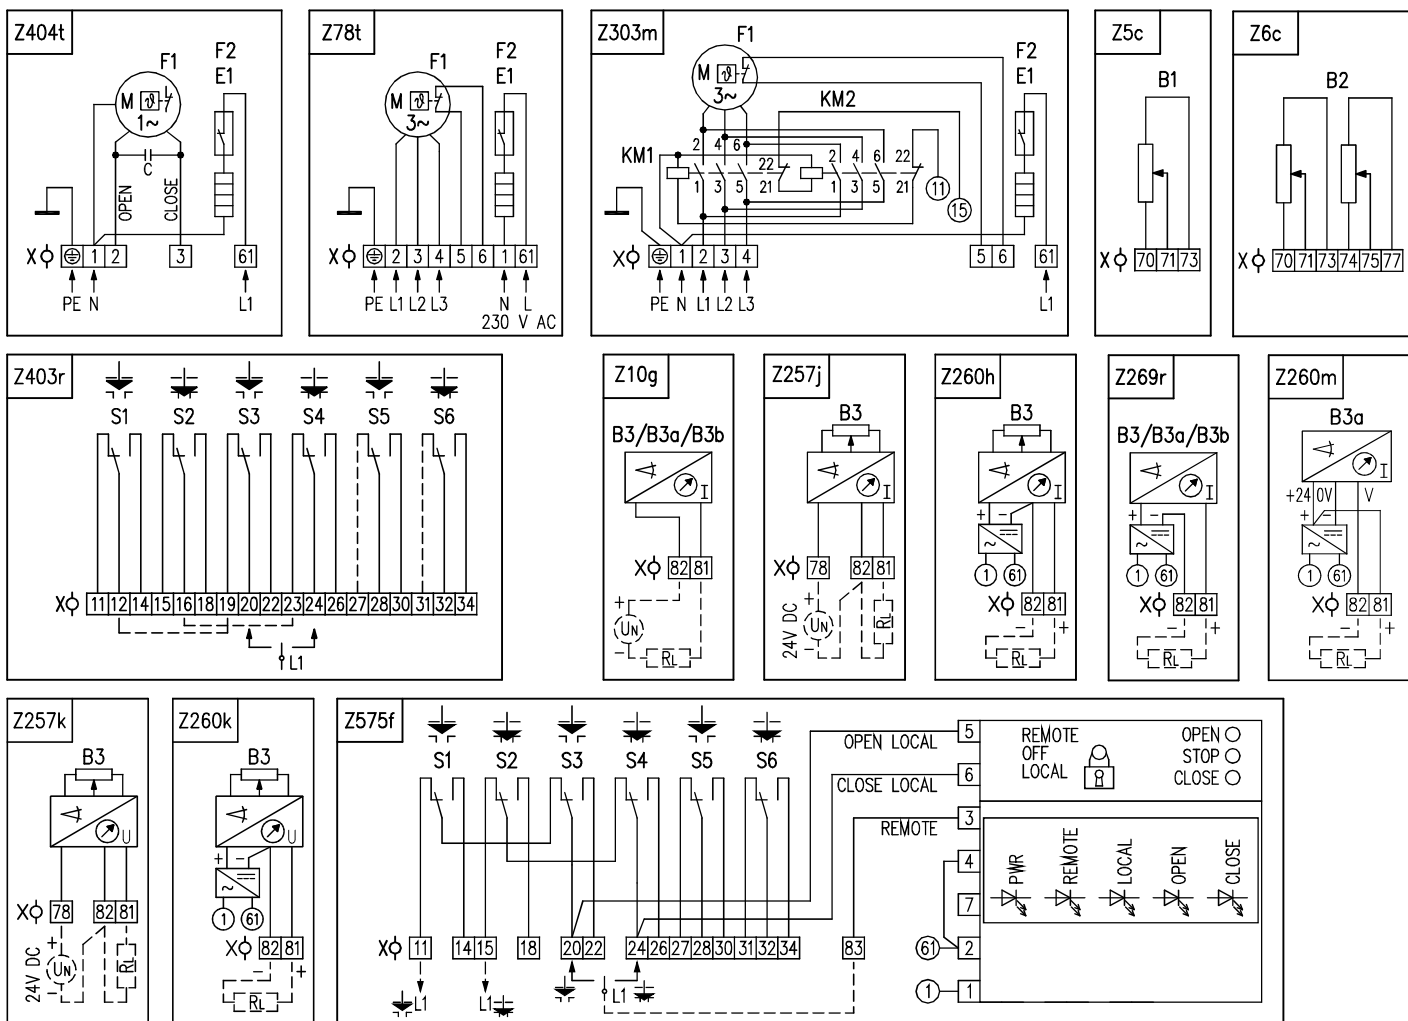 Z404t
F1
F2
E1
M ϑ
1~
C
OPEN
CLOSE
X 1 2 3 61
PE N L1
Z78t
F1
F2
E1
M ϑ
3~
X 2 3 4 5 6 1 61
PE L1 L2 L3 N L
230 V AC
Z303m
F1
F2
E1
M ϑ
3~
KM2
KM1
2 4 6 22 2 4 6 22
1 3 5 21 1 3 5 21
11
15
X 1 2 3 4 5 6 61
PE N L1 L2 L3 L1
Z5c
B1
X 70 71 73
Z6c
B2
X 70 71 73 74 75 77
Z403r
S1 S2 S3 S4 S5 S6
X 11 12 14 15 16 18 19 20 22 23 24 26 27 28 30 31 32 34
L1
Z10g
B3/B3a/B3b
I
X 82 81
+
UN
-
RL
Z257j
B3
I
X 78 82 81
+
24V DC
UN
-
RL
Z260h
B3
I
+ -
~
1 61
X 82 81
- +
RL
Z269r
B3/B3a/B3b
I
+ -
~
1 61
X 82 81
- +
RL
Z260m
B3a
I
+24 0V V
+ -
~
1 61
X 82 81
- +
RL
Z257k
B3
U
X 78 82 81
+
24V DC
UN
-
RL
Z260k
B3
U
+ -
~
1 61
X 82 81
- +
RL
Z575f
S1 S2 S3 S4 S5 S6
X 11 14 15 18 20 22 24 26 27 28 30 31 32 34 83
L1 L1 L1
OPEN LOCAL
CLOSE LOCAL
REMOTE
5
6
3
4
7
2
1
61
1
REMOTE
OFF
LOCAL
OPEN
STOP
CLOSE
PWR
REMOTE
LOCAL
OPEN
CLOSE